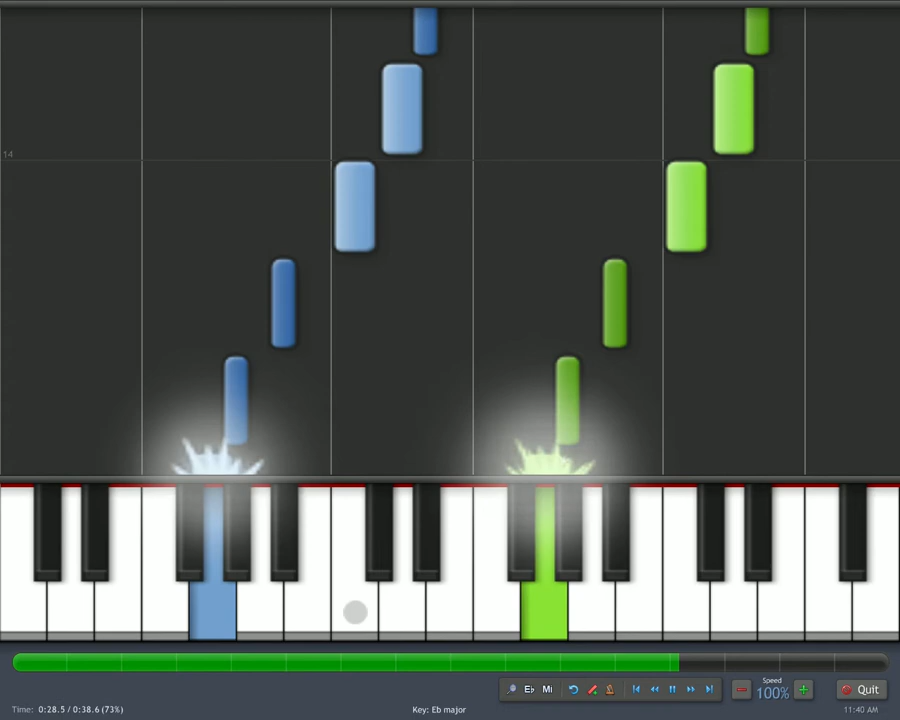 14
Eb Mi
Speed
100%
Quit
Time: 0:28.5 / 0:38.6 (73%)
Key: Eb major
11:40 AM